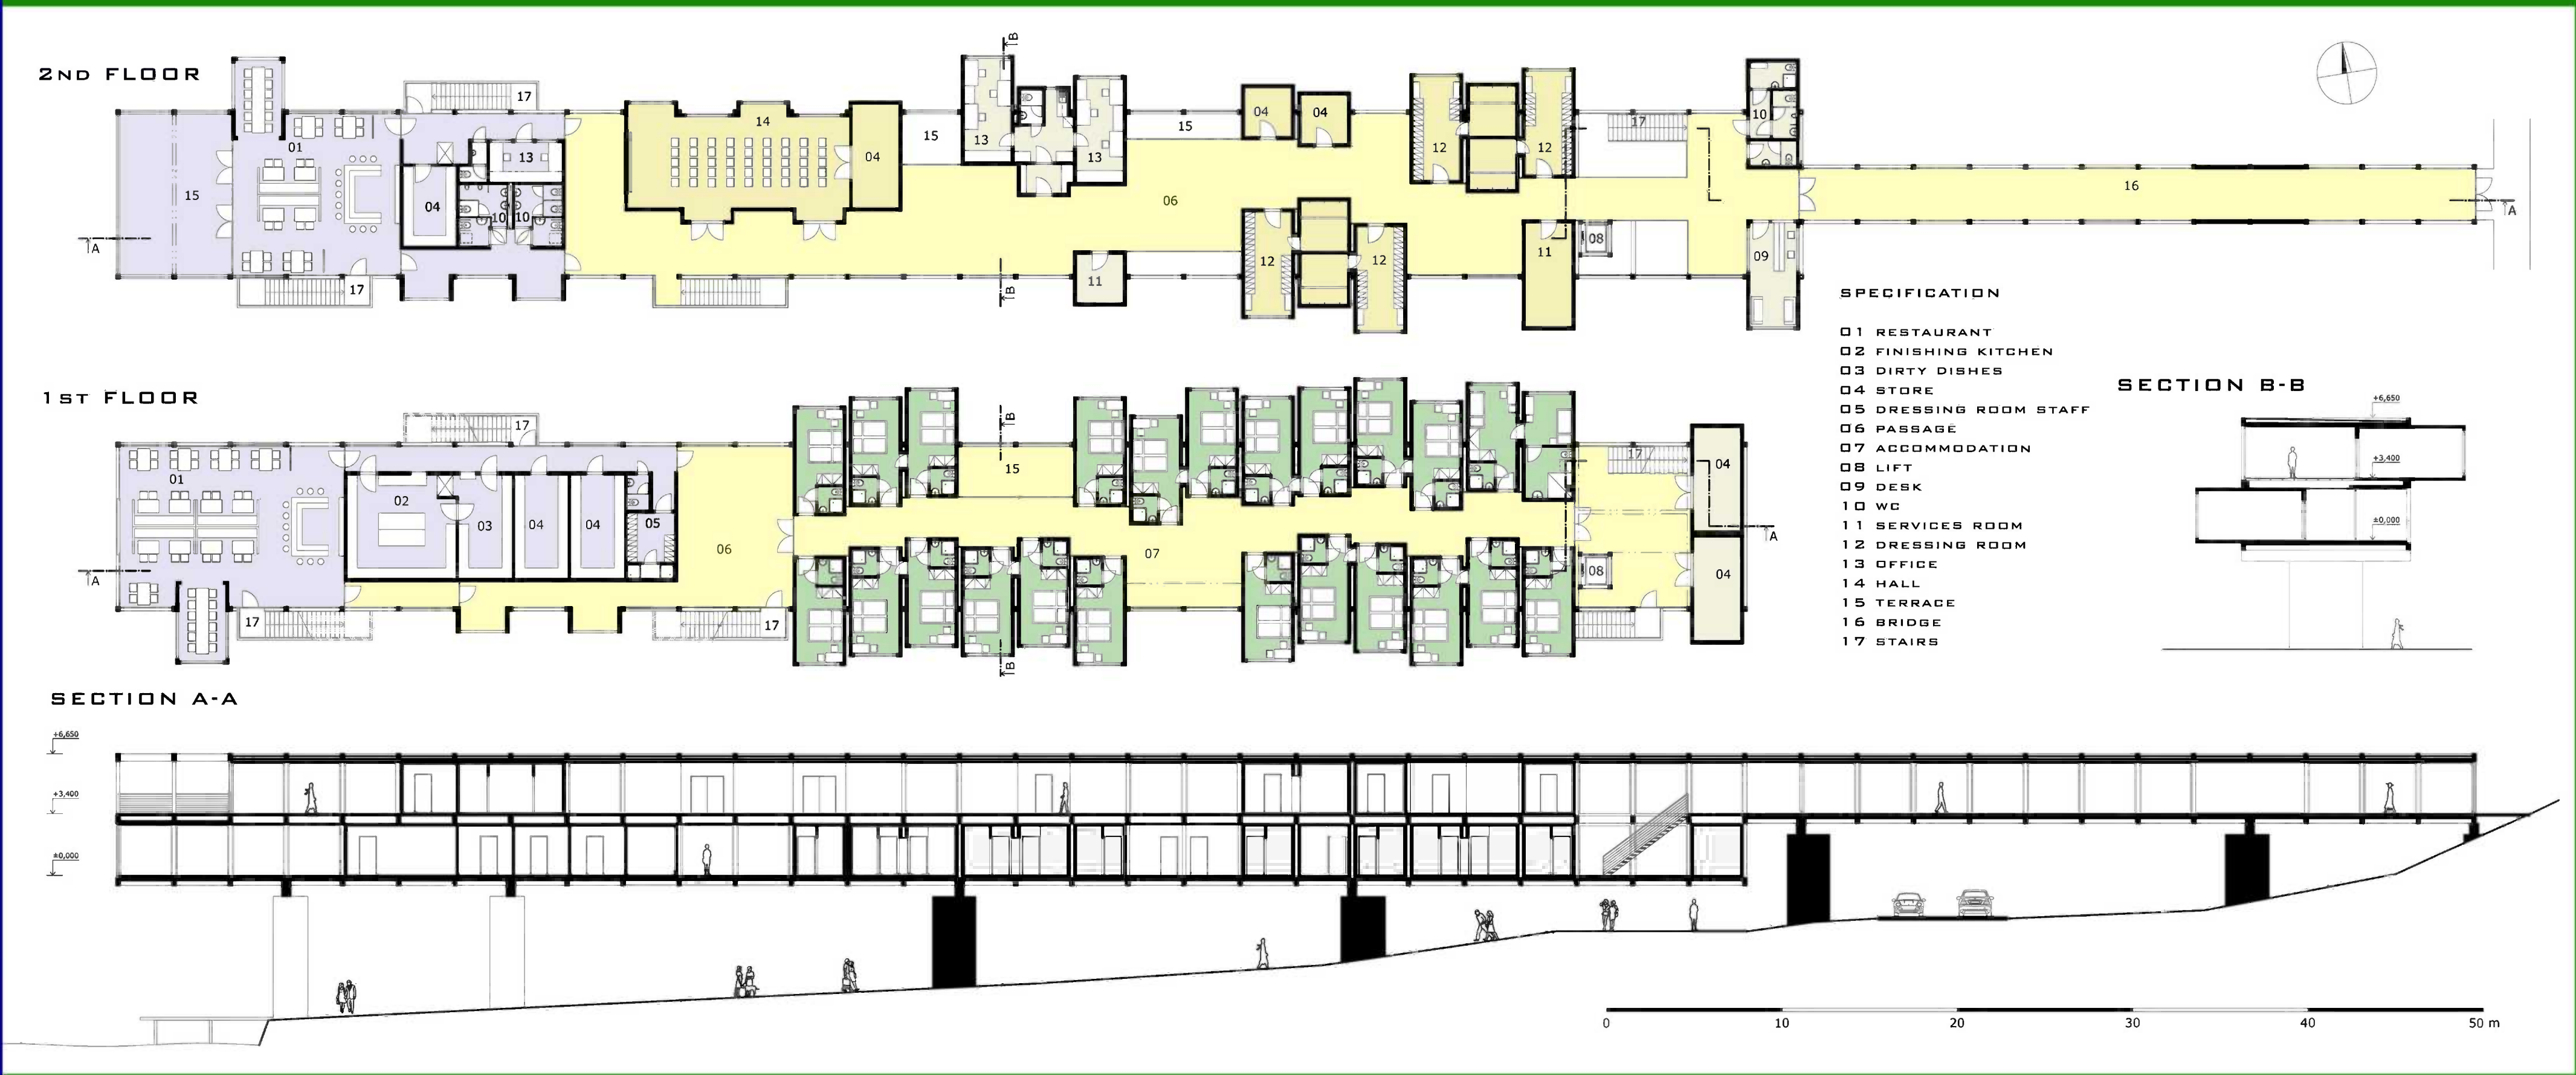 2ND FLOOR
B
17
14
04
15
13
13
15
04
04
12
12
17
10
01
13
15
04
10
10
06
16
A
A
12
12
11
08
09
17
11
B
SPECIFICATION
01 RESTAURANT
02 FINISHING KITCHEN
03 DIRTY DISHES
04 STORE
05 DRESSING ROOM STAFF
06 PASSAGE
07 ACCOMMODATION
08 LIFT
09 DESK
10 WC
11 SERVICES ROOM
12 DRESSING ROOM
13 OFFICE
14 HALL
15 TERRACE
16 BRIDGE
17 STAIRS
SECTION B-B
+6,650
+3,400
±0,000
1ST FLOOR
B
17
15
17
04
01
02
03
04
04
05
06
07
A
A
08
04
17
17
B
SECTION A-A
+6,650
+3,400
±0,000
0 10 20 30 40 50 m